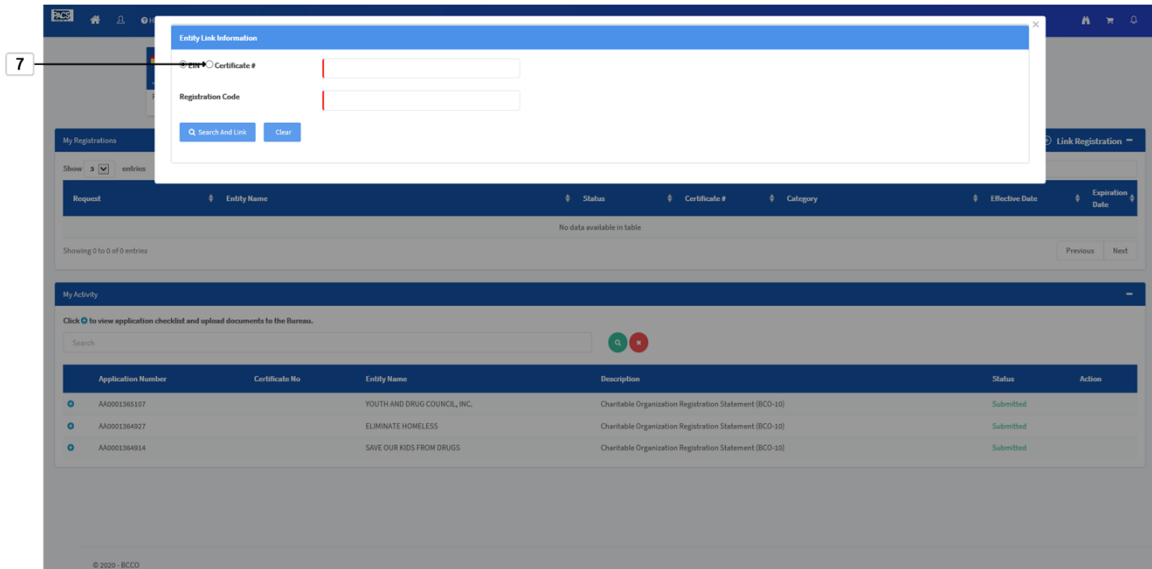 PACS
Entity Link Information
EIN Certificate #
7
Registration Code
Search And Link Clear
My Registrations Link Registration
Show 3 entries
Request Entity Name Status Certificate # Category Effective Date Expiration Date
No data available in table
Showing 0 to 0 of 0 entries Previous Next
My Activity
Click to view application checklist and upload documents to the Bureau.
Search
Application Number Certificate No Entity Name Description Status Action
AA0001365107 YOUTH AND DRUG COUNCIL, INC. Charitable Organization Registration Statement (BCO-10) Submitted
AA0001364927 ELIMINATE HOMELESS Charitable Organization Registration Statement (BCO-10) Submitted
AA0001364914 SAVE OUR KIDS FROM DRUGS Charitable Organization Registration Statement (BCO-10) Submitted
© 2020 - BCCO